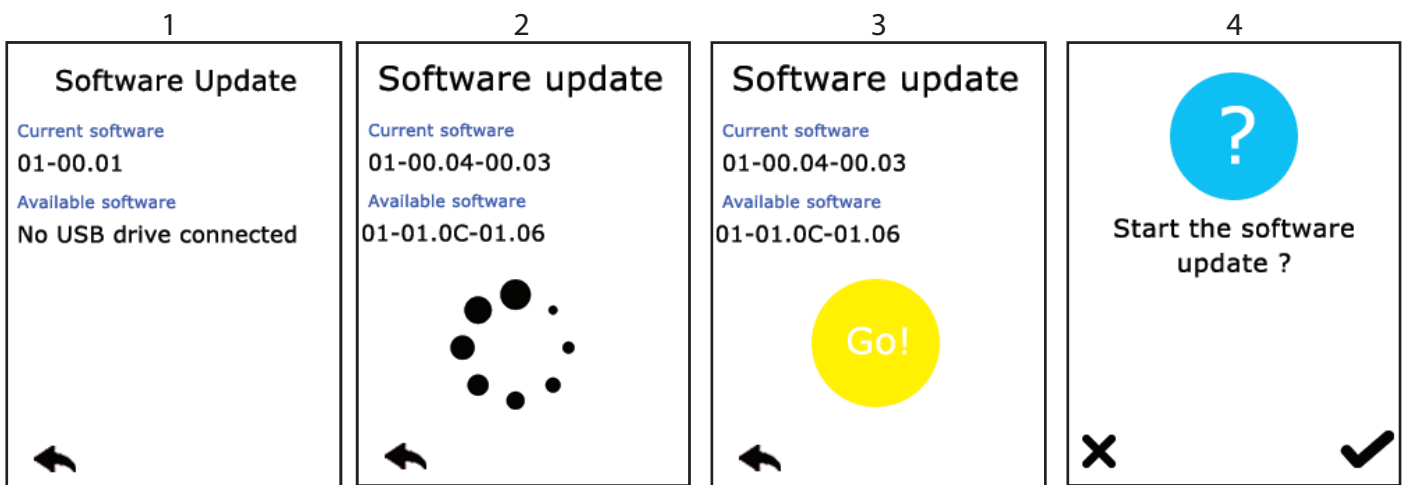 1
Software Update
Current software
01-00.01
Available software
No USB drive connected
2
Software update
Current software
01-00.04-00.03
Available software
01-01.0C-01.06
3
Software update
Current software
01-00.04-00.03
Available software
01-01.0C-01.06
Go!
4
?
Start the software
update ?